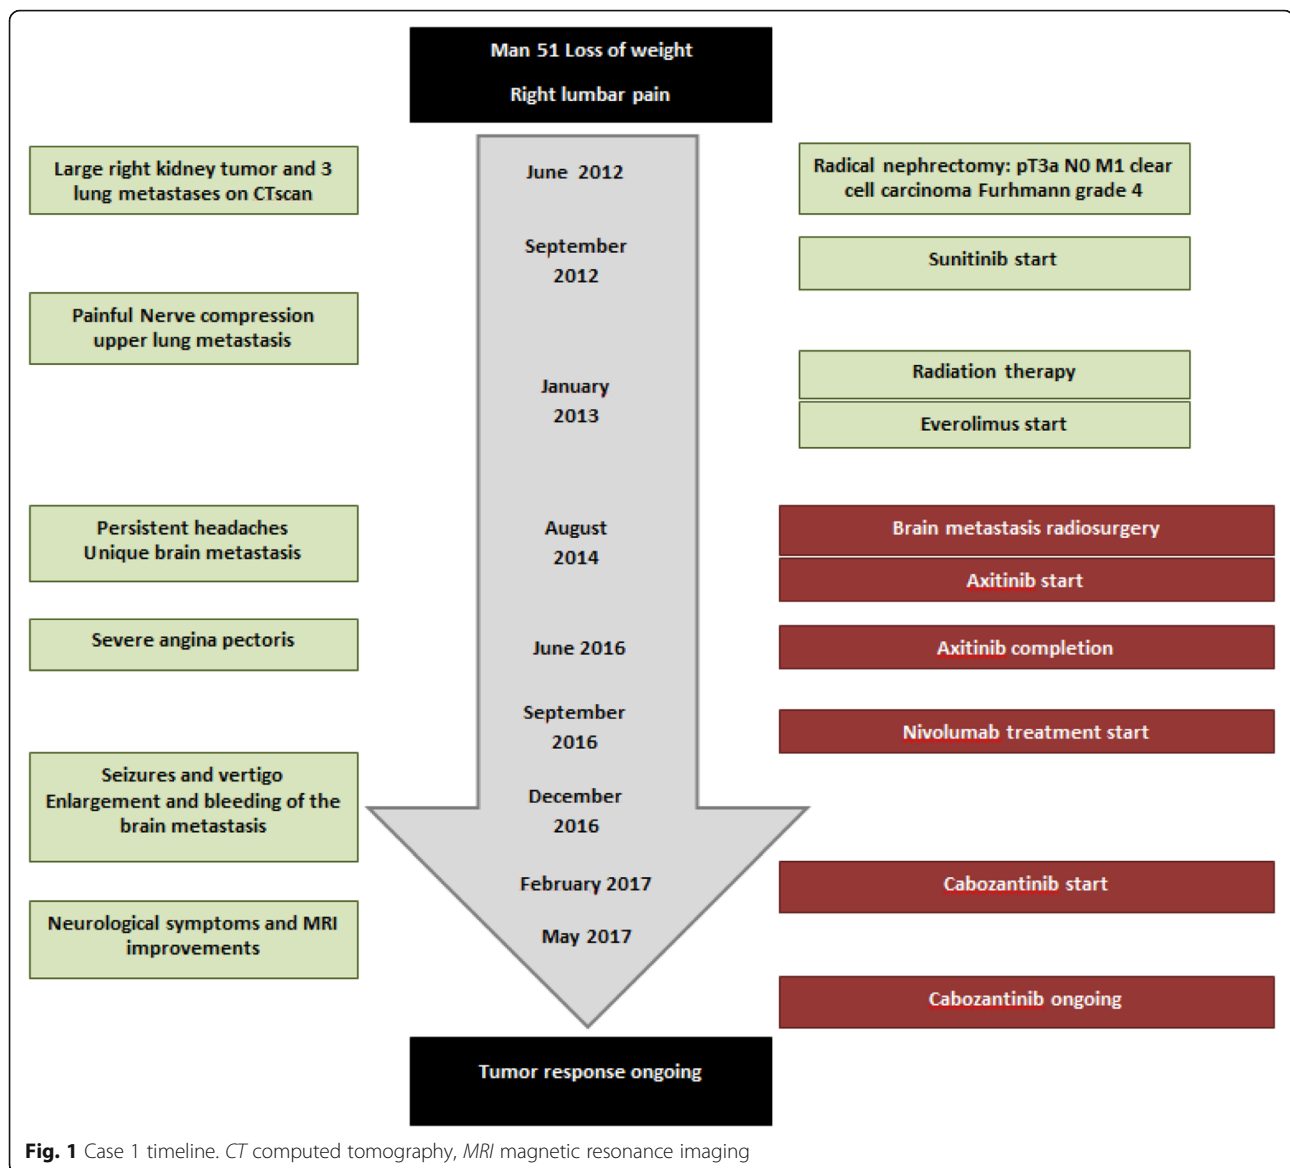 Man 51 Loss of weight
Right lumbar pain
Large right kidney tumor and 3
lung metastases on CTscan
June 2012
Radical nephrectomy: pT3a N0 M1 clear
cell carcinoma Furhmann grade 4
September
2012
Sunitinib start
Painful Nerve compression
upper lung metastasis
January
2013
Radiation therapy
Everolimus start
Persistent headaches
Unique brain metastasis
August
2014
Brain metastasis radiosurgery
Axitinib start
Severe angina pectoris
June 2016
Axitinib completion
September
2016
Nivolumab treatment start
Seizures and vertigo
Enlargement and bleeding of the
brain metastasis
December
2016
February 2017
Cabozantinib start
Neurological symptoms and MRI
improvements
May 2017
Cabozantinib ongoing
Tumor response ongoing
Fig. 1 Case 1 timeline. CT computed tomography, MRI magnetic resonance imaging